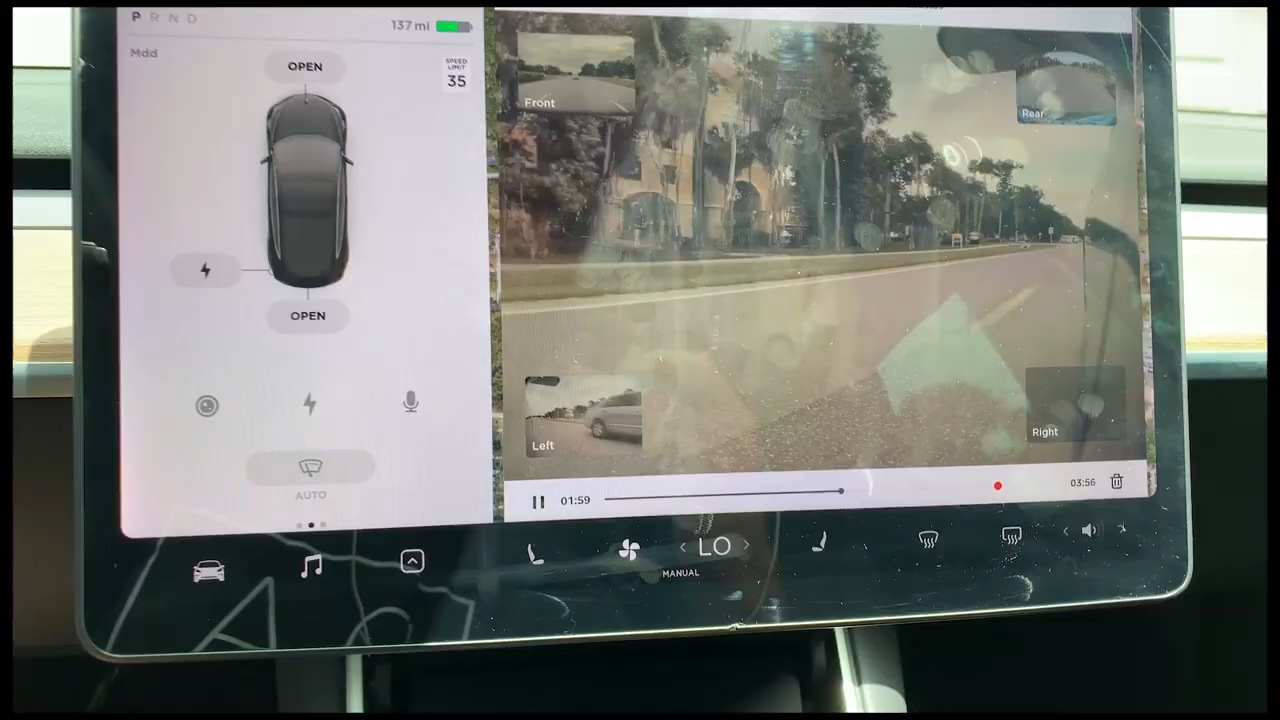 P R N D
137 mi
Mdd
OPEN
SPEED
LIMIT
35
Front
Rear
OPEN
Left
Right
AUTO
01:59
03:56
LO
MANUAL